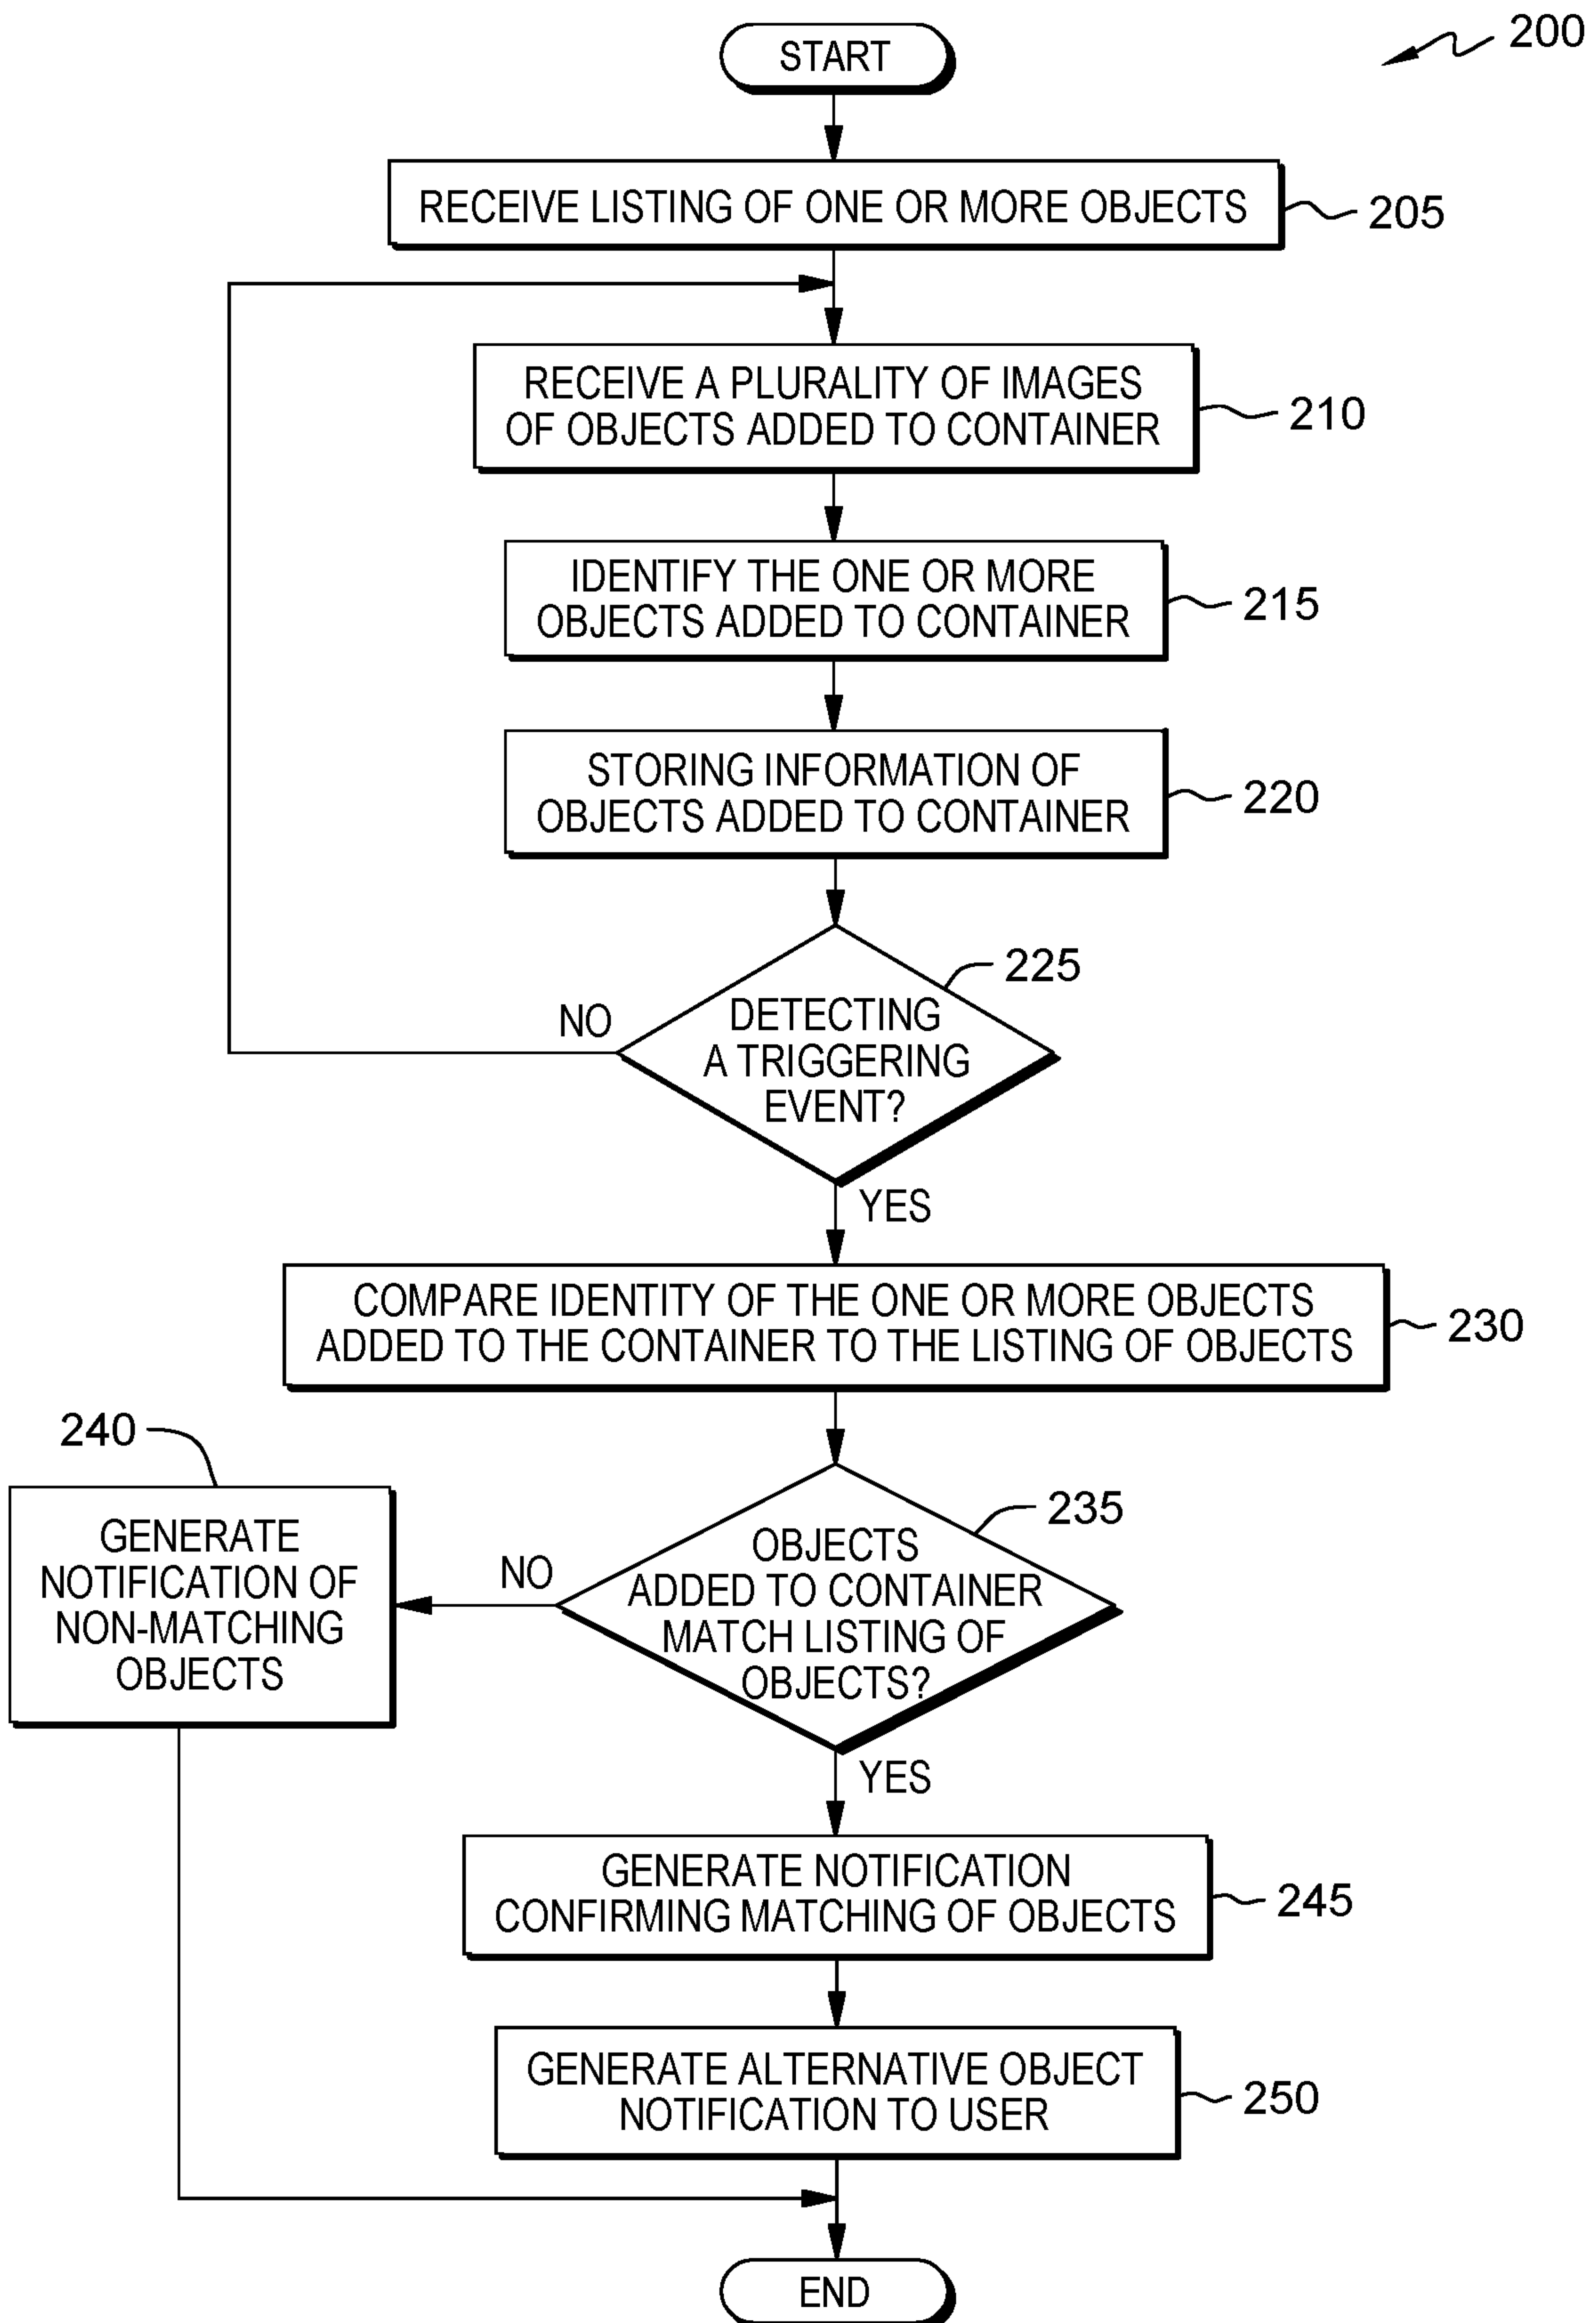 200
START
RECEIVE LISTING OF ONE OR MORE OBJECTS
205
RECEIVE A PLURALITY OF IMAGES
OF OBJECTS ADDED TO CONTAINER
210
IDENTIFY THE ONE OR MORE
OBJECTS ADDED TO CONTAINER
215
STORING INFORMATION OF
OBJECTS ADDED TO CONTAINER
220
225
DETECTING
A TRIGGERING
EVENT?
NO
YES
COMPARE IDENTITY OF THE ONE OR MORE OBJECTS
ADDED TO THE CONTAINER TO THE LISTING OF OBJECTS
230
235
OBJECTS
ADDED TO CONTAINER
MATCH LISTING OF
OBJECTS?
NO
240
GENERATE
NOTIFICATION OF
NON-MATCHING
OBJECTS
YES
GENERATE NOTIFICATION
CONFIRMING MATCHING OF OBJECTS
245
GENERATE ALTERNATIVE OBJECT
NOTIFICATION TO USER
250
END